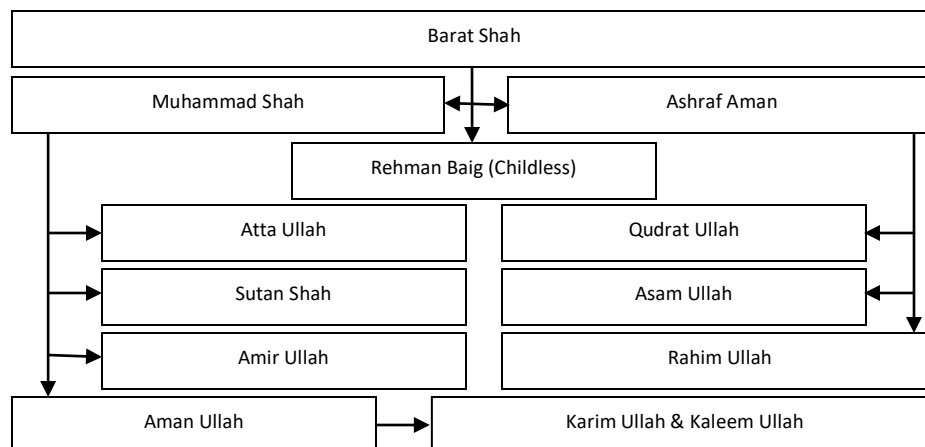 Barat Shah
Muhammad Shah
Ashraf Aman
Rehman Baig (Childless)
Atta Ullah
Qudrat Ullah
Sutan Shah
Asam Ullah
Amir Ullah
Rahim Ullah
Aman Ullah
Karim Ullah & Kaleem Ullah